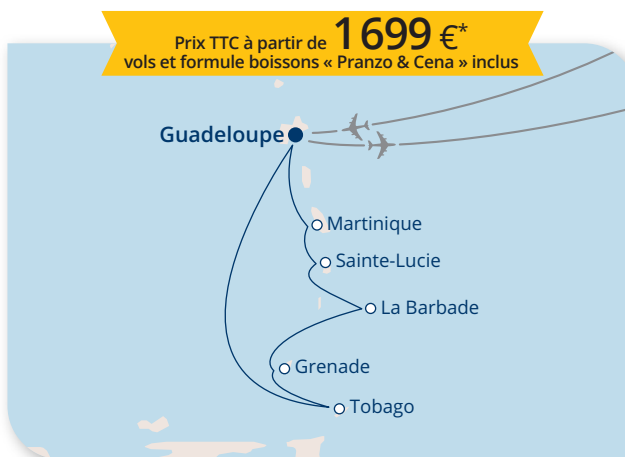 Prix TTC à partir de 1 699 €*
vols et formule boissons « Pranzo & Cena » inclus
Guadeloupe
Martinique
Sainte-Lucie
La Barbade
Grenade
Tobago